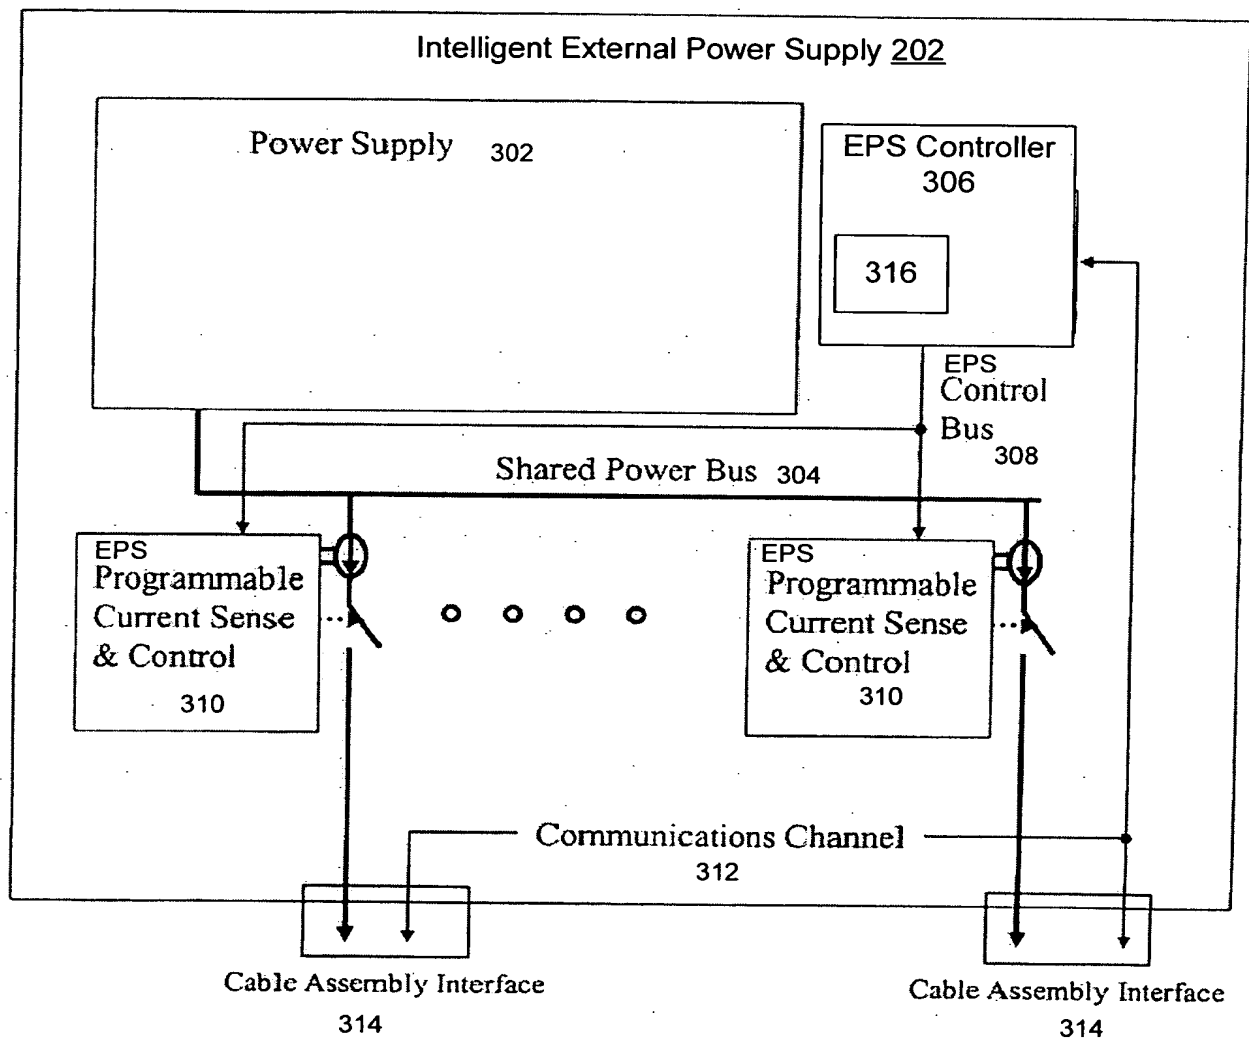 Intelligent External Power Supply 202
Power Supply 302
EPS Controller
306
316
EPS
Control
Bus
308
Shared Power Bus 304
EPS
Programmable
Current Sense
& Control
310
EPS
Programmable
Current Sense
& Control
310
Communications Channel
312
Cable Assembly Interface
314
Cable Assembly Interface
314